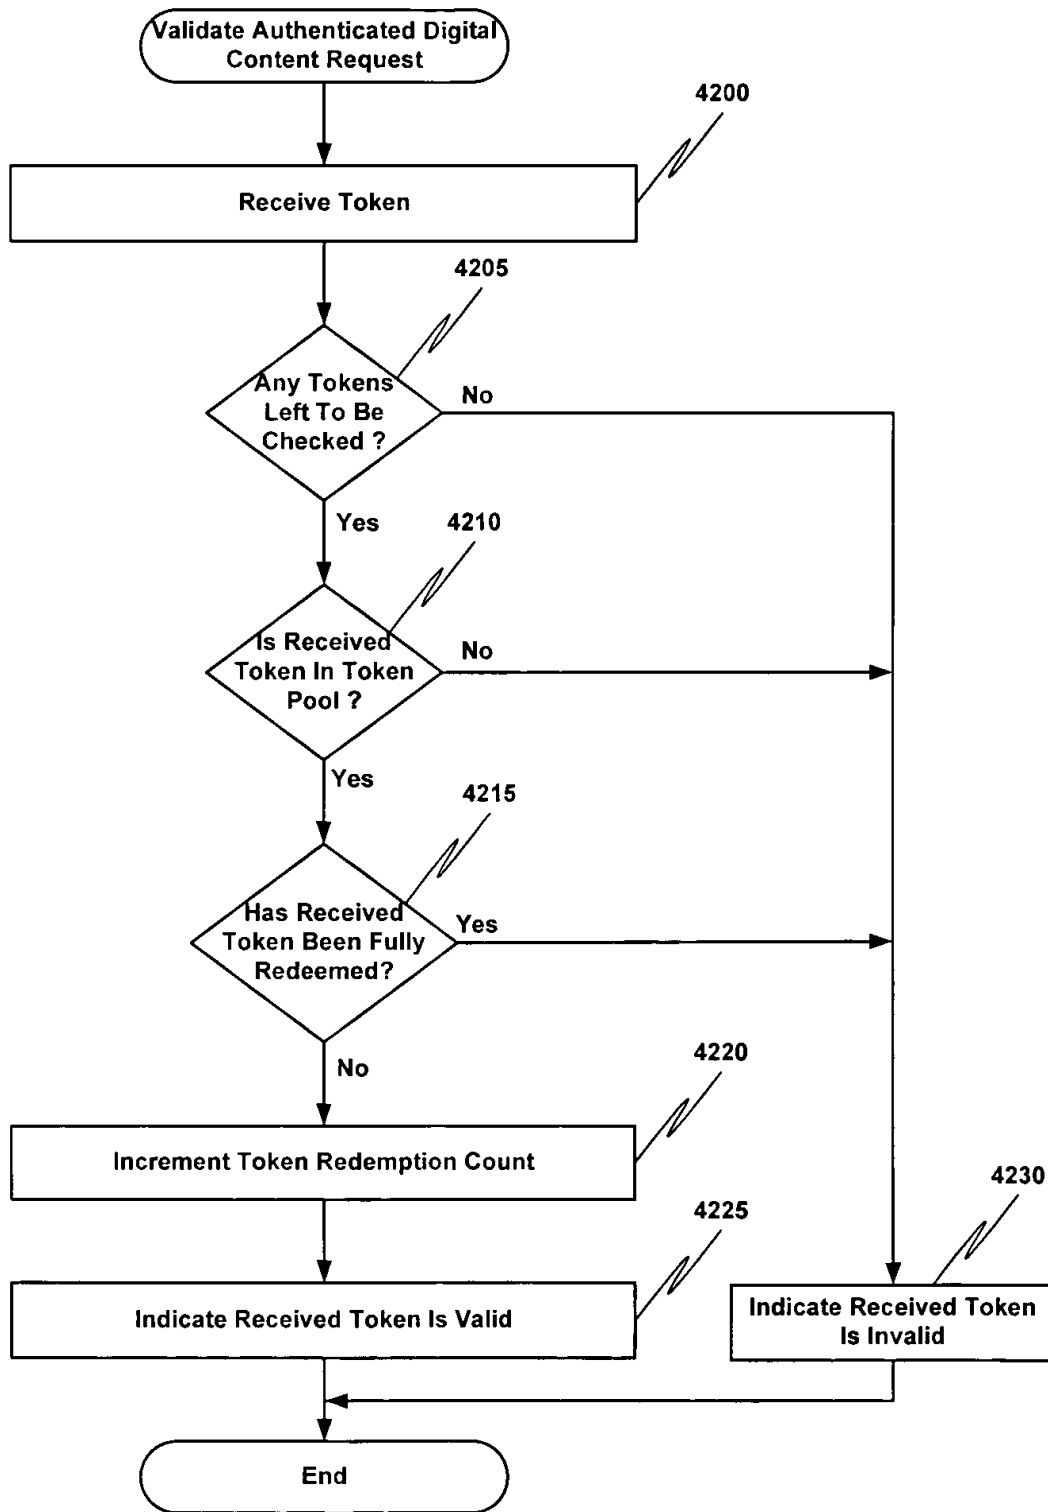 Validate Authenticated Digital
Content Request
4200
Receive Token
4205
Any Tokens
Left To Be
Checked ?
No
Yes
4210
Is Received
Token In Token
Pool ?
No
Yes
4215
Has Received
Token Been Fully
Redeemed?
Yes
No
4220
Increment Token Redemption Count
4225
Indicate Received Token Is Valid
4230
Indicate Received Token
Is Invalid
End